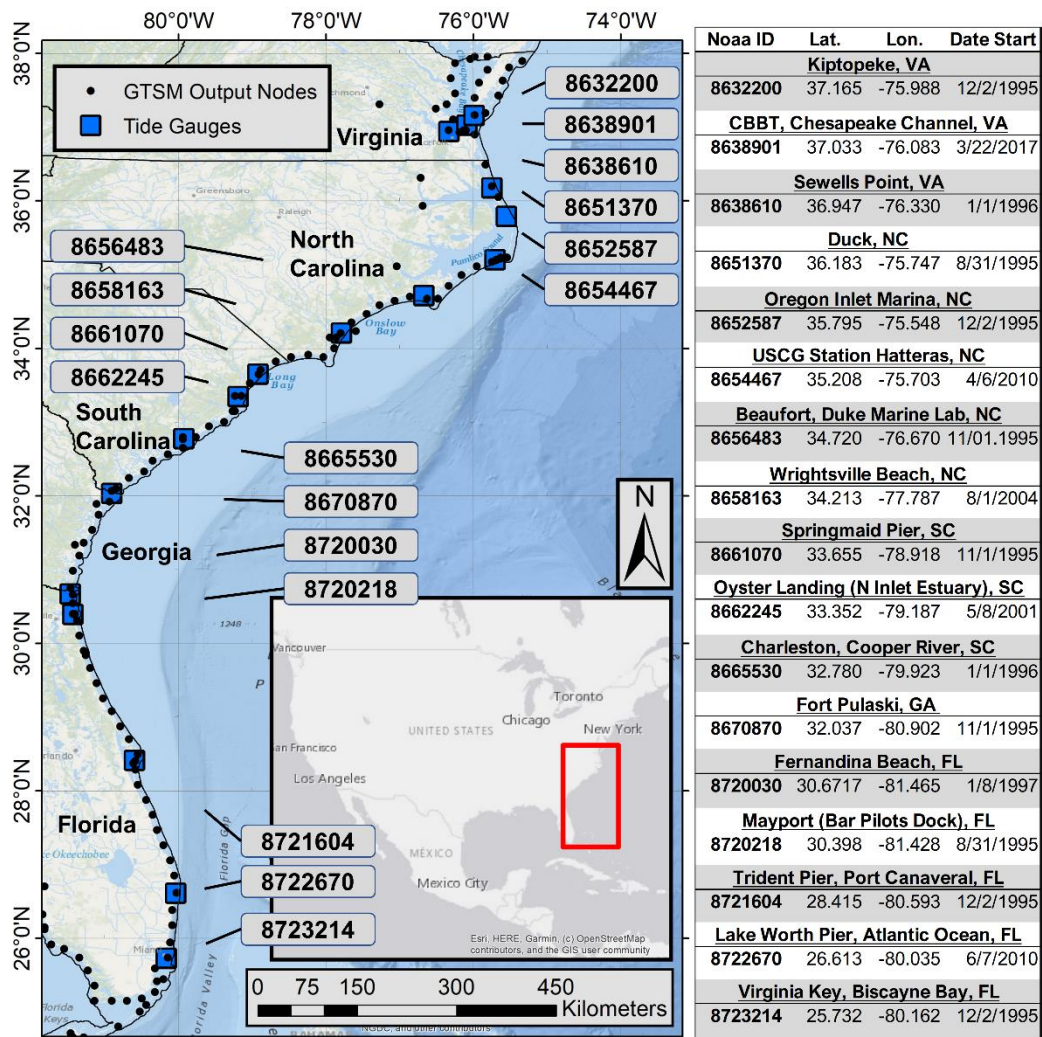 80°0'W
78°0'W
76°0'W
74°0'W
38°0'N
36°0'N
34°0'N
32°0'N
30°0'N
28°0'N
26°0'N
GTSM Output Nodes
Tide Gauges
Virginia
North
Carolina
South
Carolina
Georgia
Florida
Greensboro
Raleigh
Pamlico Sound
Onslow
Bay
Long
Bay
8632200
8638901
8638610
8651370
8652587
8654467
8656483
8658163
8661070
8662245
8665530
8670870
8720030
8720218
8721604
8722670
8723214
N
1248
P
Florida Gap
Florida Valley
Okeechobee
Miami
Florida
Keys
Vancouver
Toronto
Chicago
New York
UNITED STATES
San Francisco
Los Angeles
MÉXICO
Mexico City
Esri, HERE, Garmin, (c) OpenStreetMap
contributors, and the GIS user community
0 75 150 300 450
Kilometers
NGDC, and other contributors
Noaa ID Lat. Lon. Date Start
Kiptopeke, VA
8632200 37.165 -75.988 12/2/1995
CBBT, Chesapeake Channel, VA
8638901 37.033 -76.083 3/22/2017
Sewells Point, VA
8638610 36.947 -76.330 1/1/1996
Duck, NC
8651370 36.183 -75.747 8/31/1995
Oregon Inlet Marina, NC
8652587 35.795 -75.548 12/2/1995
USCG Station Hatteras, NC
8654467 35.208 -75.703 4/6/2010
Beaufort, Duke Marine Lab, NC
8656483 34.720 -76.670 11/01.1995
Wrightsville Beach, NC
8658163 34.213 -77.787 8/1/2004
Springmaid Pier, SC
8661070 33.655 -78.918 11/1/1995
Oyster Landing (N Inlet Estuary), SC
8662245 33.352 -79.187 5/8/2001
Charleston, Cooper River, SC
8665530 32.780 -79.923 1/1/1996
Fort Pulaski, GA
8670870 32.037 -80.902 11/1/1995
Fernandina Beach, FL
8720030 30.6717 -81.465 1/8/1997
Mayport (Bar Pilots Dock), FL
8720218 30.398 -81.428 8/31/1995
Trident Pier, Port Canaveral, FL
8721604 28.415 -80.593 12/2/1995
Lake Worth Pier, Atlantic Ocean, FL
8722670 26.613 -80.035 6/7/2010
Virginia Key, Biscayne Bay, FL
8723214 25.732 -80.162 12/2/1995